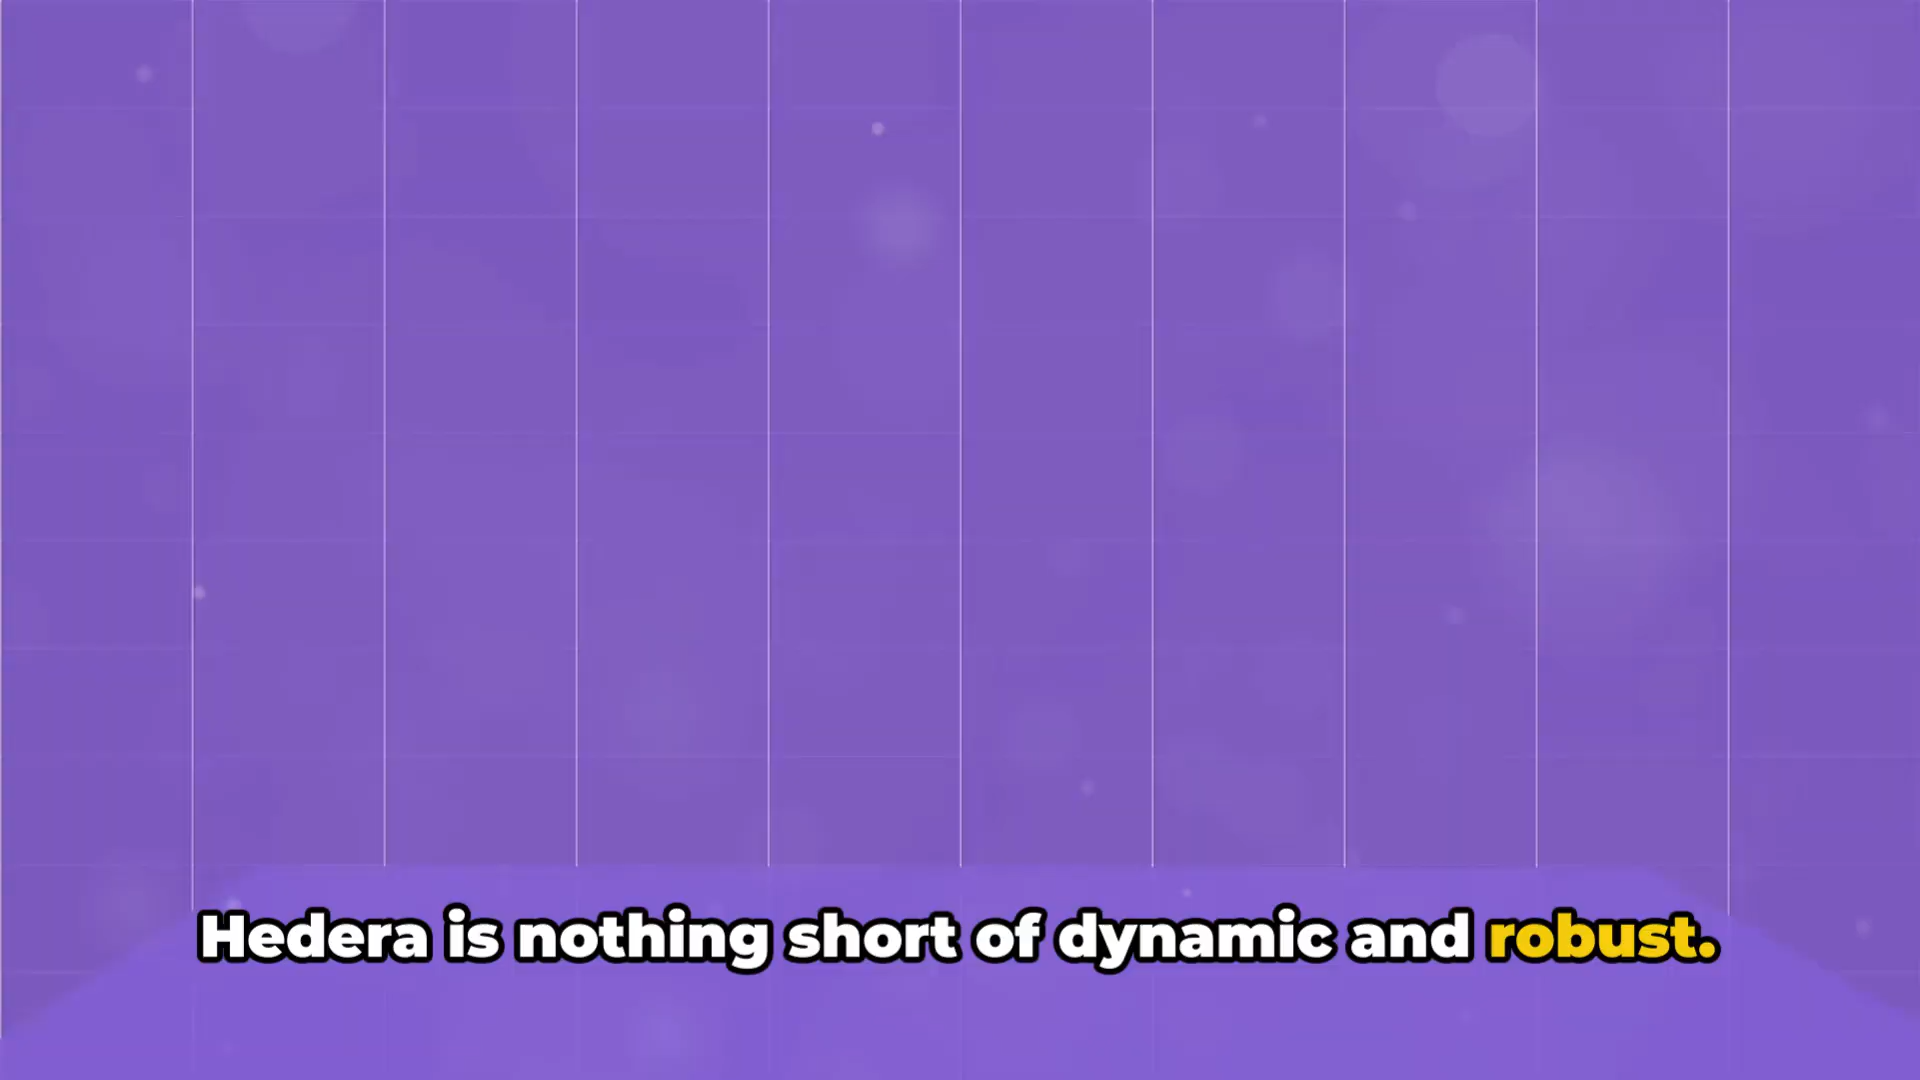 Hedera is nothing short of dynamic and robust.